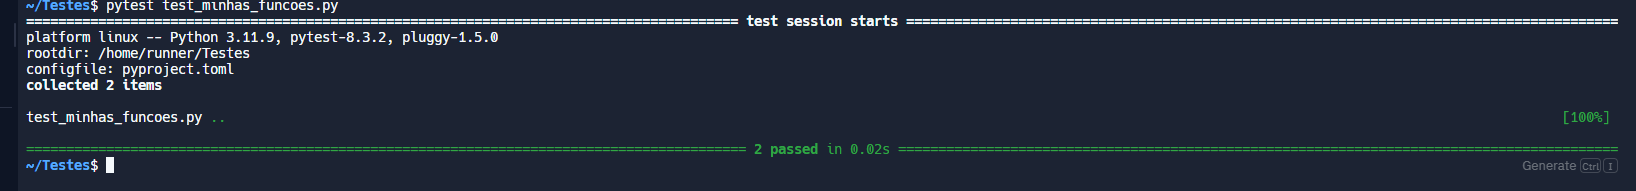 ~/Testes$ pytest test_minhas_funcoes.py
============ test session starts ============
platform linux -- Python 3.11.9, pytest-8.3.2, pluggy-1.5.0
rootdir: /home/runner/Testes
configfile: pyproject.toml
collected 2 items
test_minhas_funcoes.py .. [100%]
============ 2 passed in 0.02s ============
~/Testes$
Generate Ctrl I